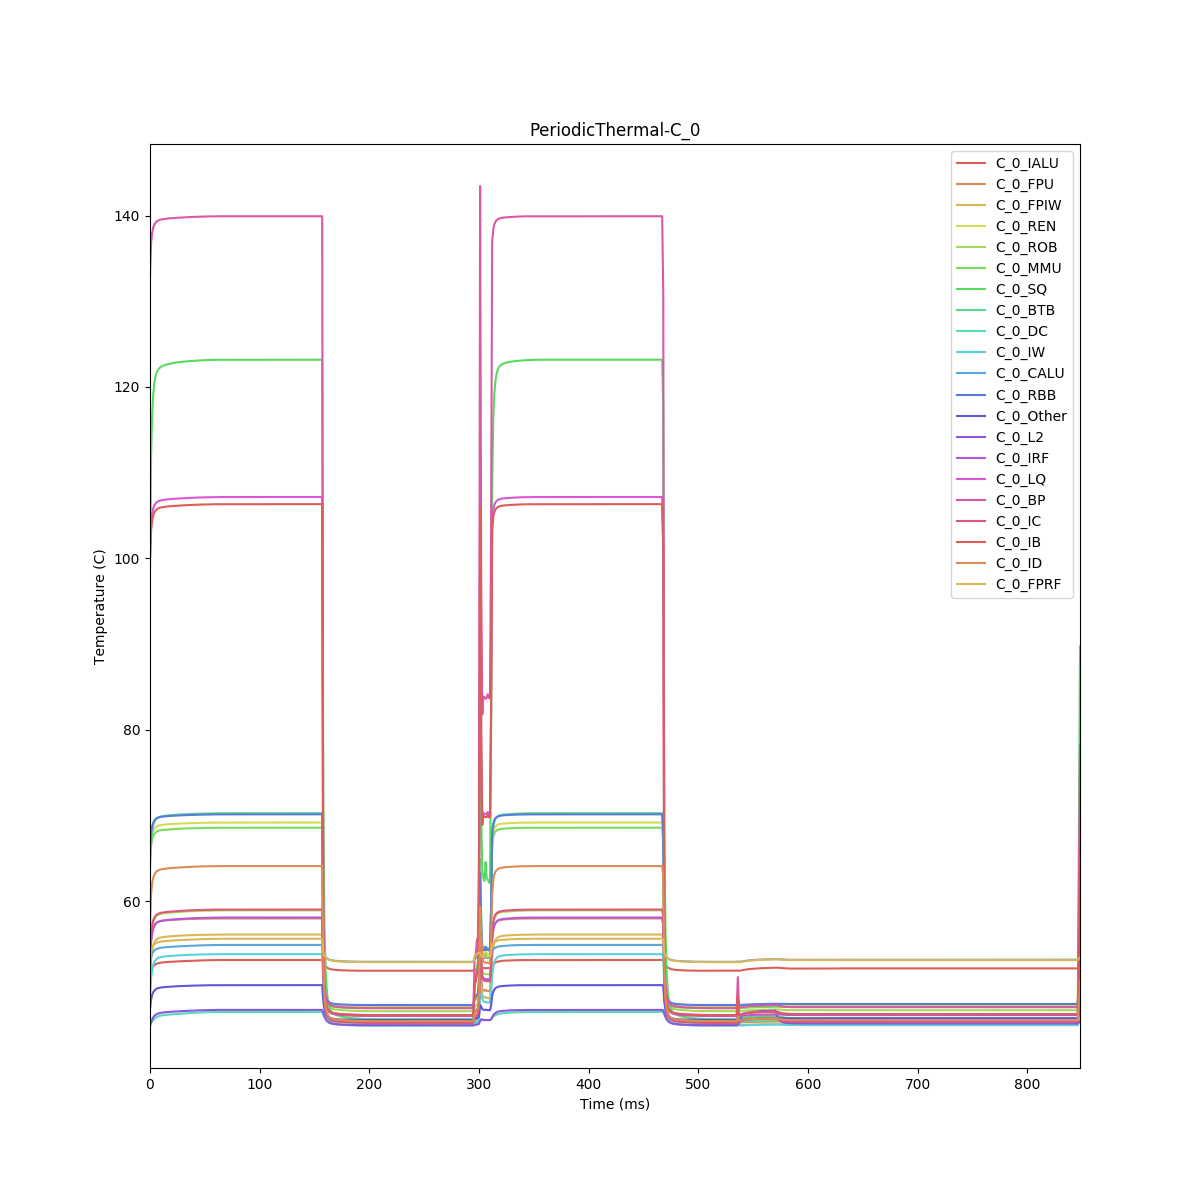 PeriodicThermal-C_0
Temperature (C)
140
120
100
80
60
0 100 200 300 400 500 600 700 800
Time (ms)
C_0_IALU
C_0_FPU
C_0_FPIW
C_0_REN
C_0_ROB
C_0_MMU
C_0_SQ
C_0_BTB
C_0_DC
C_0_IW
C_0_CALU
C_0_RBB
C_0_Other
C_0_L2
C_0_IRF
C_0_LQ
C_0_BP
C_0_IC
C_0_IB
C_0_ID
C_0_FPRF